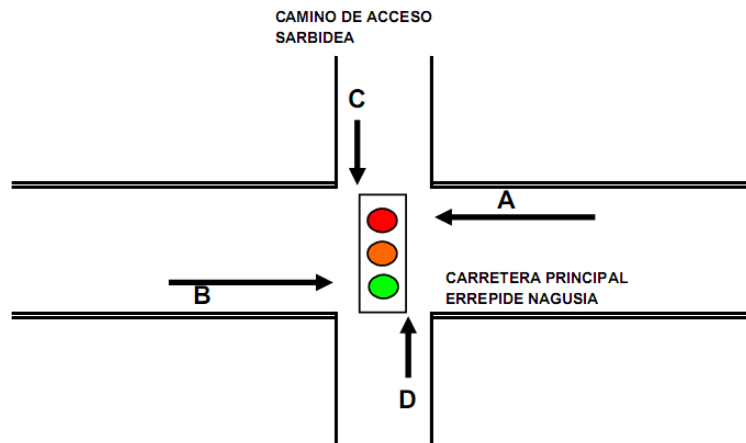 CAMINO DE ACCESO
SARBIDEA
C
A
B
CARRETERA PRINCIPAL
ERREPIDE NAGUSIA
D